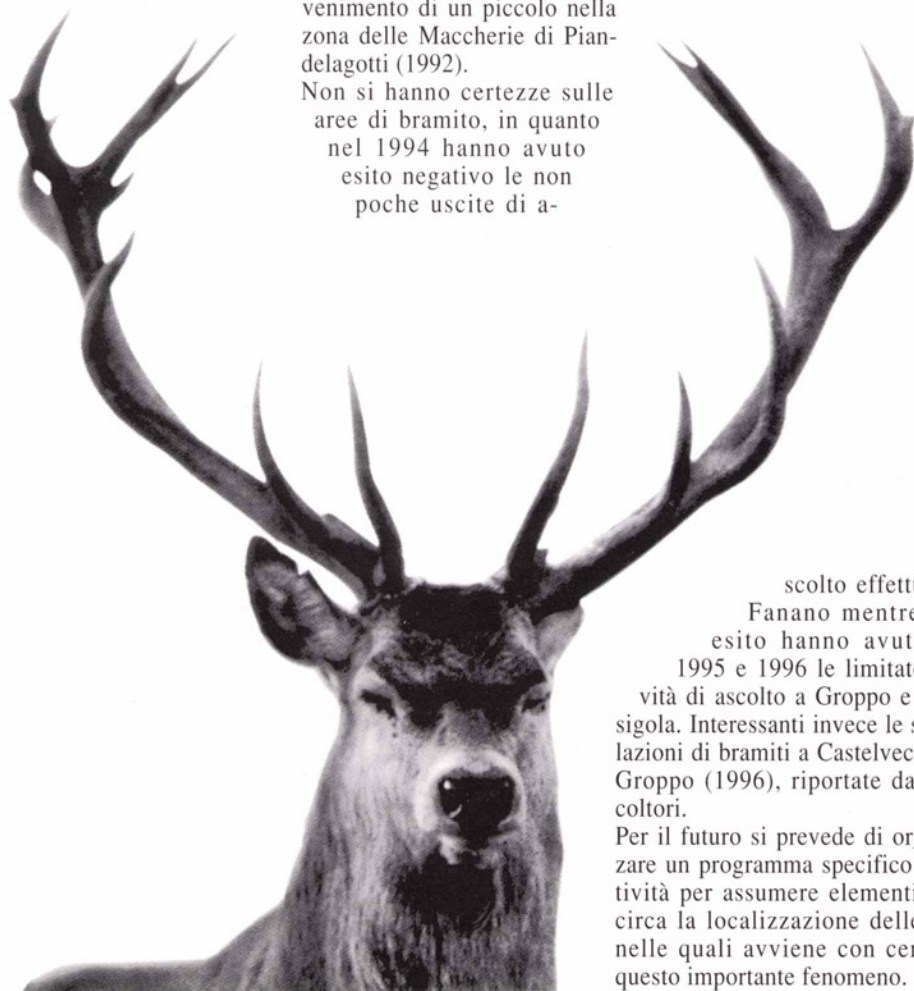 venimento di un piccolo nella
zona delle Maccherie di Pian-
delagotti (1992).
Non si hanno certezze sulle
aree di bramito, in quanto
nel 1994 hanno avuto
esito negativo le non
poche uscite di a-
scolto effettu
Fanano mentre
esito hanno avut
1995 e 1996 le limitat
vità di ascolto a Groppo e
sigola. Interessanti invece le s
lazioni di bramiti a Castelvec
Groppo (1996), riportate da
coltori.
Per il futuro si prevede di or
zare un programma specifico
tività per assumere elementi
circa la localizzazione delle
nelle quali avviene con cer
questo importante fenomeno.